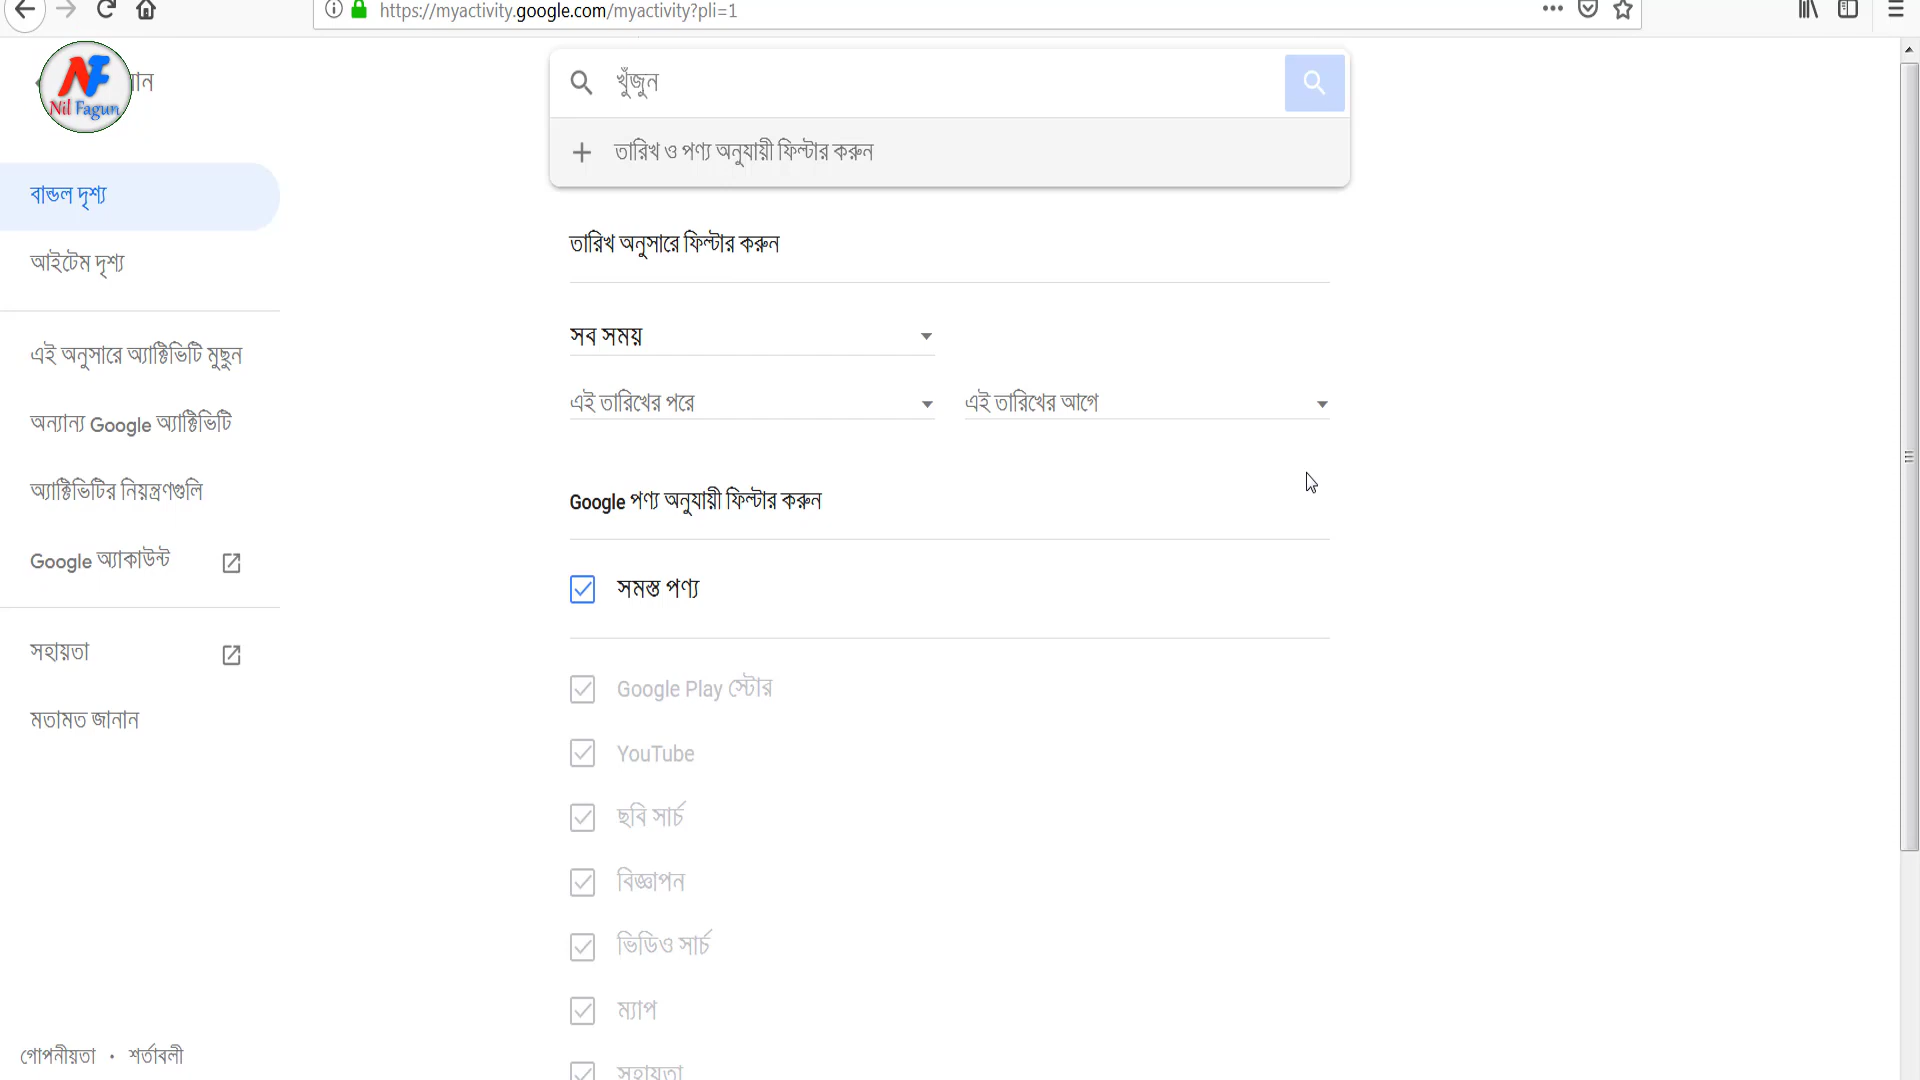 https://myactivity.google.com/myactivity?pli=1
NF
Nil Fagun
খুঁজুন
তারিখ ও পণ্য অনুযায়ী ফিল্টার করুন
বান্ডল দৃশ্য
আইটেম দৃশ্য
এই অনুসারে অ্যাক্টিভিটি মুছুন
অন্যান্য Google অ্যাক্টিভিটি
অ্যাক্টিভিটির নিয়ন্ত্রণগুলি
Google অ্যাকাউন্ট
সহায়তা
মতামত জানান
গোপনীয়তা · শর্তাবলী
তারিখ অনুসারে ফিল্টার করুন
সব সময়
এই তারিখের পরে এই তারিখের আগে
Google পণ্য অনুযায়ী ফিল্টার করুন
সমস্ত পণ্য
Google Play স্টোর
YouTube
ছবি সার্চ
বিজ্ঞাপন
ভিডিও সার্চ
ম্যাপ
সহায়তা